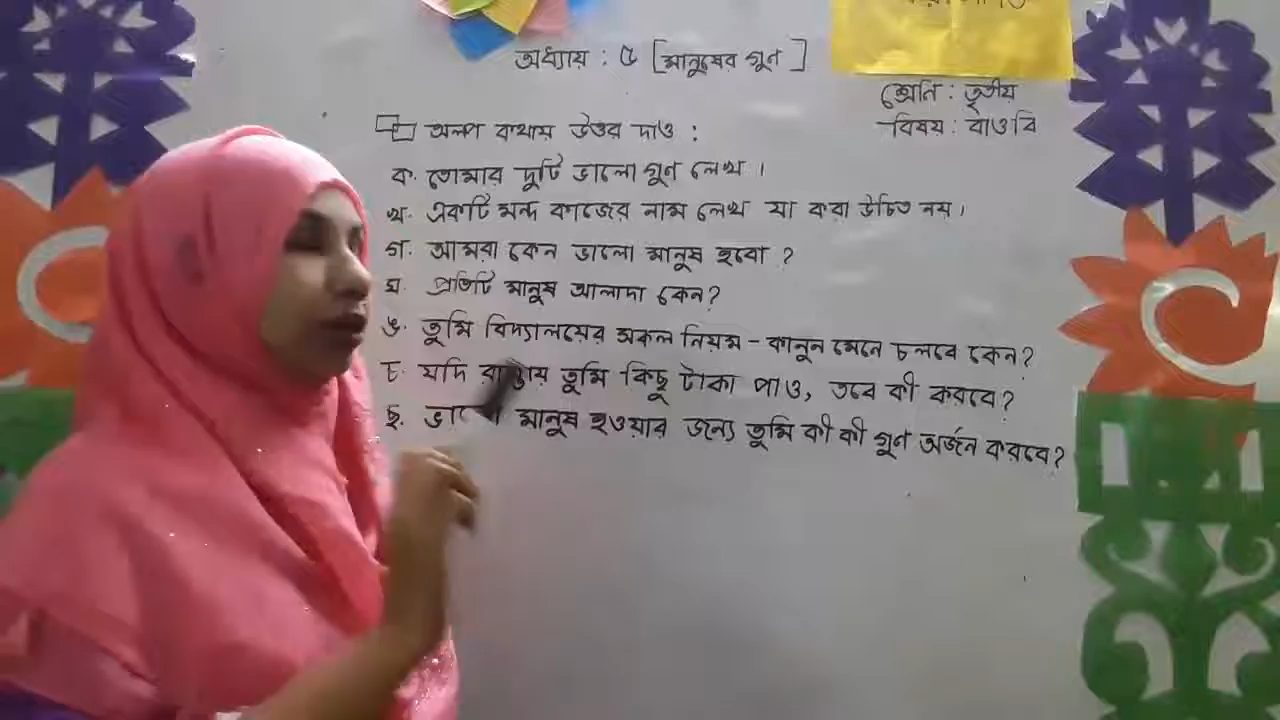 অধ্যায় : ৫ [মানুষের গুণ]
শ্রেণি : তৃতীয়
বিষয় : বাওবি
অল্প কথায় উত্তর দাও :
ক. তোমার দুটি ভালো গুণ লেখ।
খ. একটি মন্দ কাজের নাম লেখ যা করা উচিত নয়।
গ. আমরা কেন ভালো মানুষ হবো ?
ঘ. প্রতিটি মানুষ আলাদা কেন?
ঙ. তুমি বিদ্যালয়ের সকল নিয়ম - কানুন মেনে চলবে কেন?
চ. যদি রাস্তায় তুমি কিছু টাকা পাও, তবে কী করবে?
ছ. ভালো মানুষ হওয়ার জন্যে তুমি কী কী গুণ অর্জন করবে?